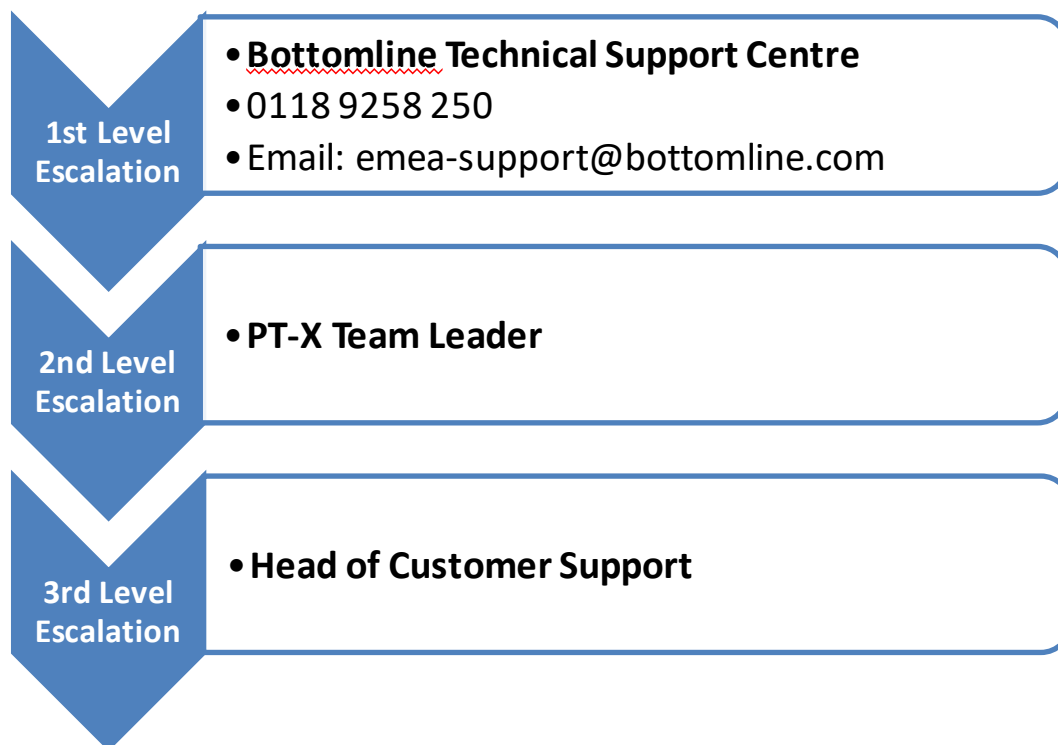 1st Level
Escalation
•Bottomline Technical Support Centre
•0118 9258 250
•Email: emea-support@bottomline.com
2nd Level
Escalation
•PT-X Team Leader
3rd Level
Escalation
•Head of Customer Support